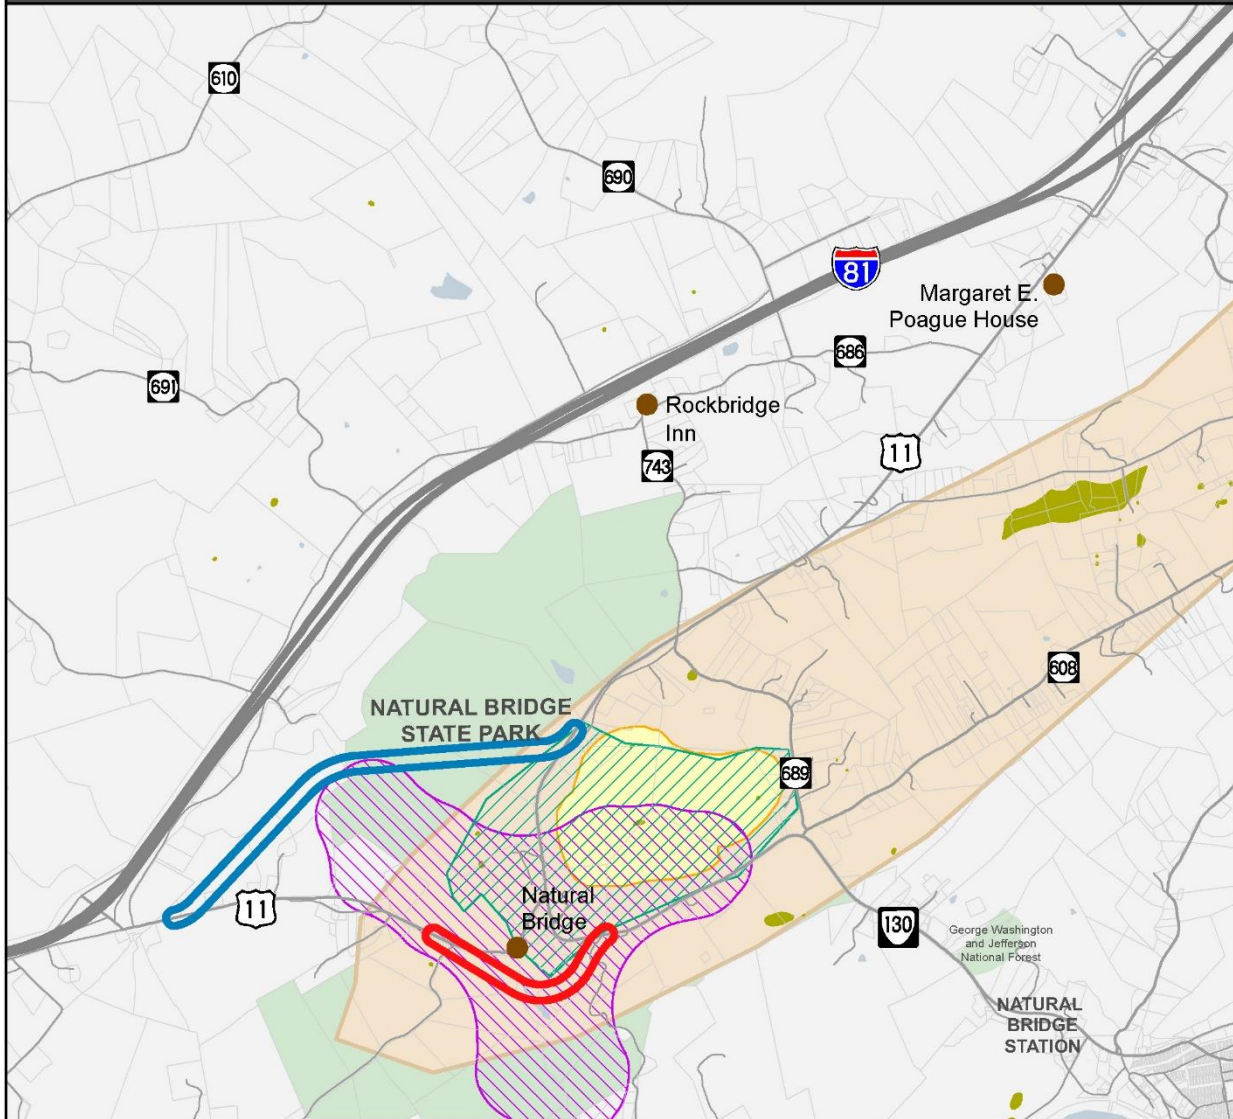 610
690
81
Margaret E.
Poague House
686
691
Rockbridge
Inn
11
743
608
NATURAL BRIDGE
STATE PARK
689
Natural
Bridge
11
130
George Washington
and Jefferson
National Forest
NATURAL
BRIDGE
STATION